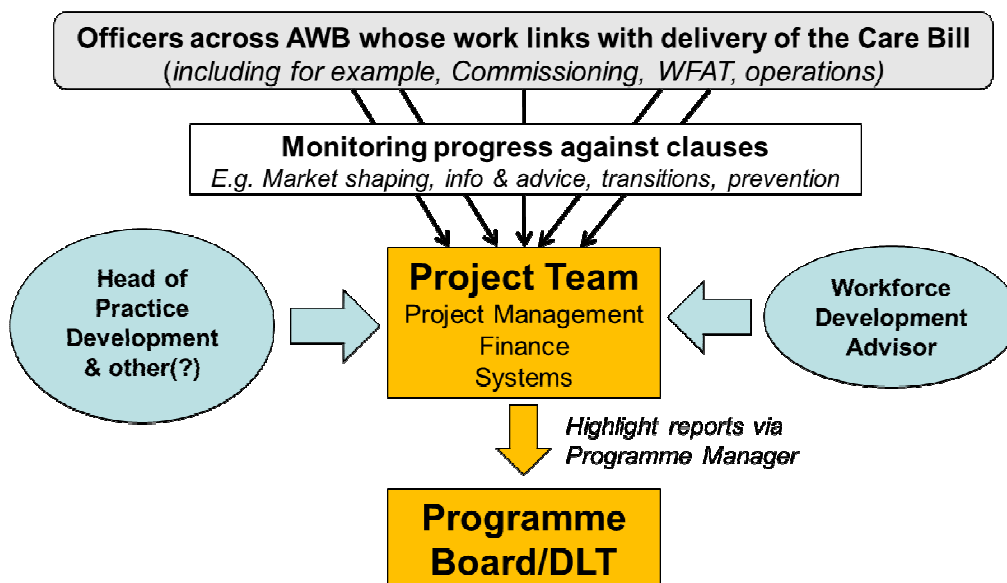 Officers across AWB whose work links with delivery of the Care Bill
(including for example, Commissioning, WFAT, operations)
Monitoring progress against clauses
E.g. Market shaping, info & advice, transitions, prevention
Head of
Practice
Development
& other(?)
Project Team
Project Management
Finance
Systems
Workforce
Development
Advisor
Highlight reports via
Programme Manager
Programme
Board/DLT